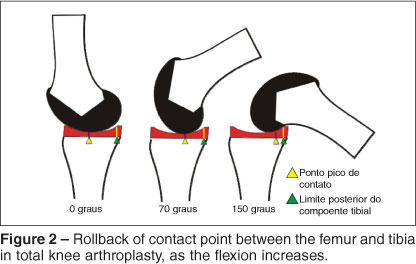 0 graus
70 graus
150 graus
Ponto pico de
contato
Limite posterior do
compoente tibial
Figure 2 – Rollback of contact point between the femur and tibia
in total knee arthroplasty, as the flexion increases.